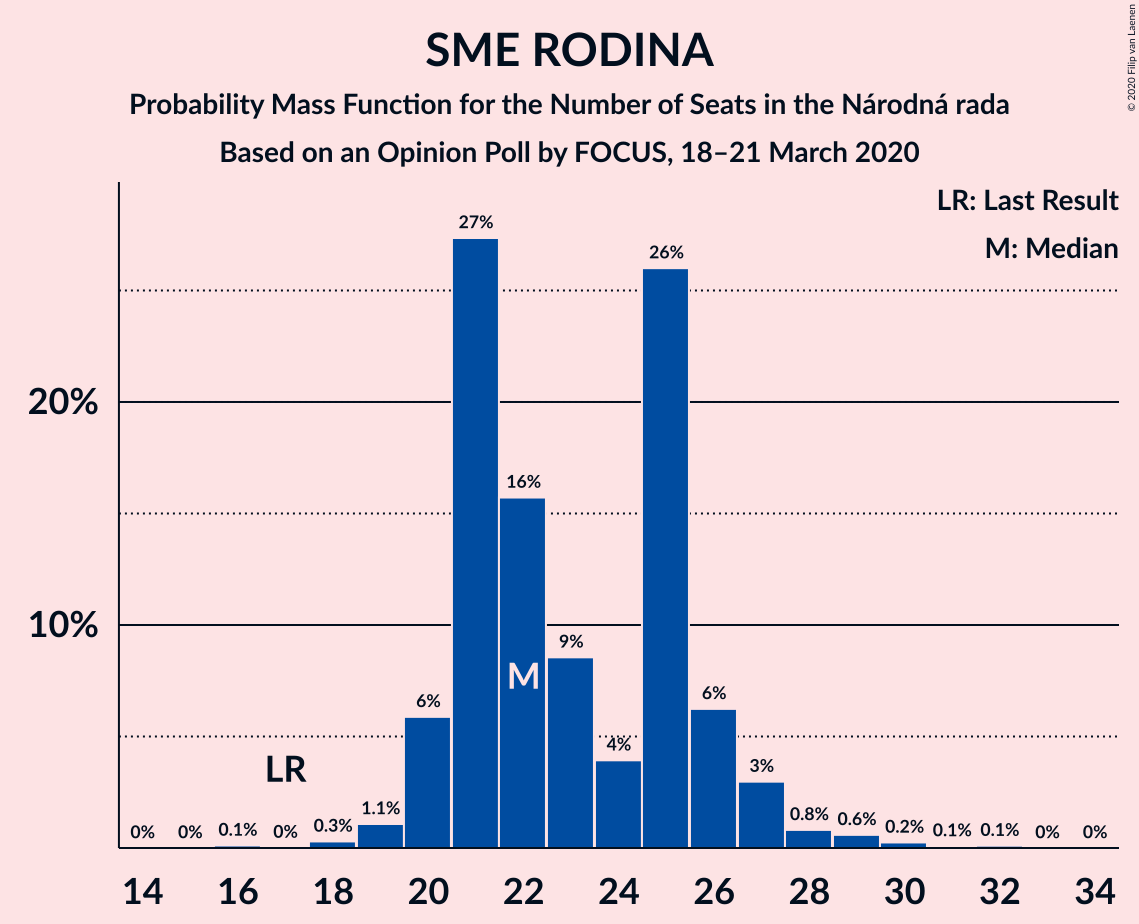 SME RODINA
Probability Mass Function for the Number of Seats in the Národná rada
Based on an Opinion Poll by FOCUS, 18–21 March 2020
© 2020 Filip van Laenen
LR: Last Result
M: Median
20%
10%
0%
0%
0.1%
0%
0.3%
1.1%
6%
27%
16%
9%
4%
26%
6%
3%
0.8%
0.6%
0.2%
0.1%
0.1%
0%
0%
LR
M
14 16 18 20 22 24 26 28 30 32 34